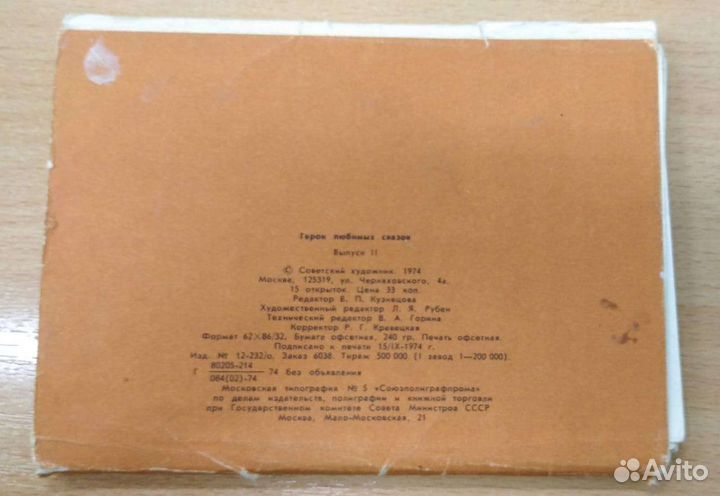 Герои любимых сказок
Выпуск II
© Советский художник. 1974
Москва, 125319, ул. Черняховского, 4а.
15 открыток. Цена 33 коп.
Редактор В. П. Кузнецова
Художественный редактор Л. Я. Рубен
Технический редактор В. А. Горина
Корректор Р. Г. Кравецкая
Формат 62×86/32. Бумага офсетная, 240 гр. Печать офсетная.
Подписано к печати 15/IX-1974 г.
Изд. № 12-232/о. Заказ 6038. Тираж 500 000 (1 завод 1—200 000).
80205-214
Г 74 Без объявления
084(02)-74
Московская типография № 5 «Союзполиграфпрома»
по делам издательств, полиграфии и книжной торговли
при Государственном комитете Совета Министров СССР
Москва, Мало-Московская, 21
Avito